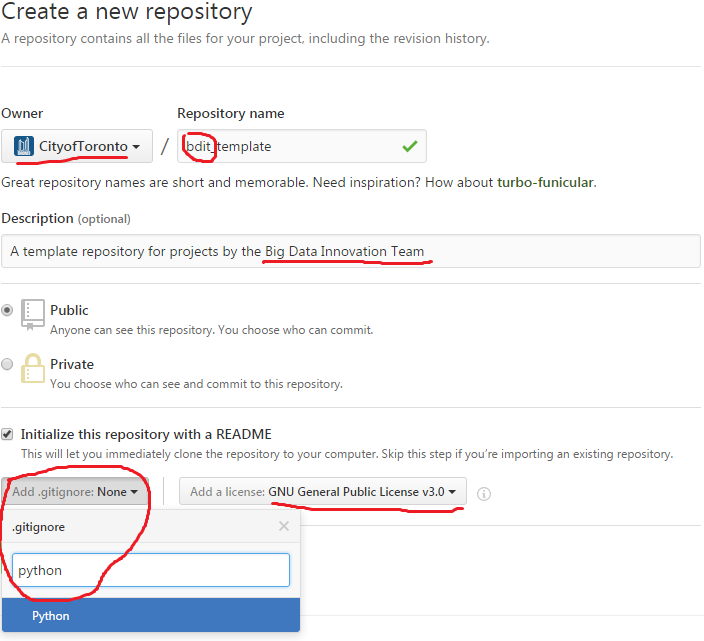 Create a new repository
A repository contains all the files for your project, including the revision history.
Owner Repository name
CityofToronto / bdit_template
Great repository names are short and memorable. Need inspiration? How about turbo-funicular.
Description (optional)
A template repository for projects by the Big Data Innovation Team
Public
Anyone can see this repository. You choose who can commit.
Private
You choose who can see and commit to this repository.
Initialize this repository with a README
This will let you immediately clone the repository to your computer. Skip this step if you're importing an existing repository.
Add .gitignore: None Add a license: GNU General Public License v3.0
.gitignore
python
Python